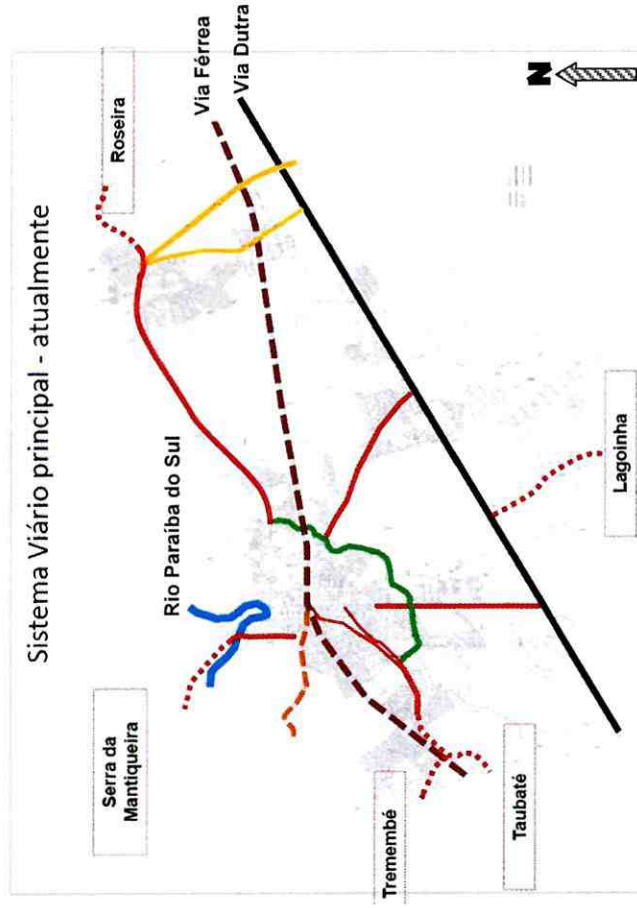 Sistema Viário principal - atualmente
Roseira
Via Férrea
Via Dutra
Serra da
Mantiqueira
Rio Paraíba do Sul
Tremembé
Taubaté
Lagoinha
N